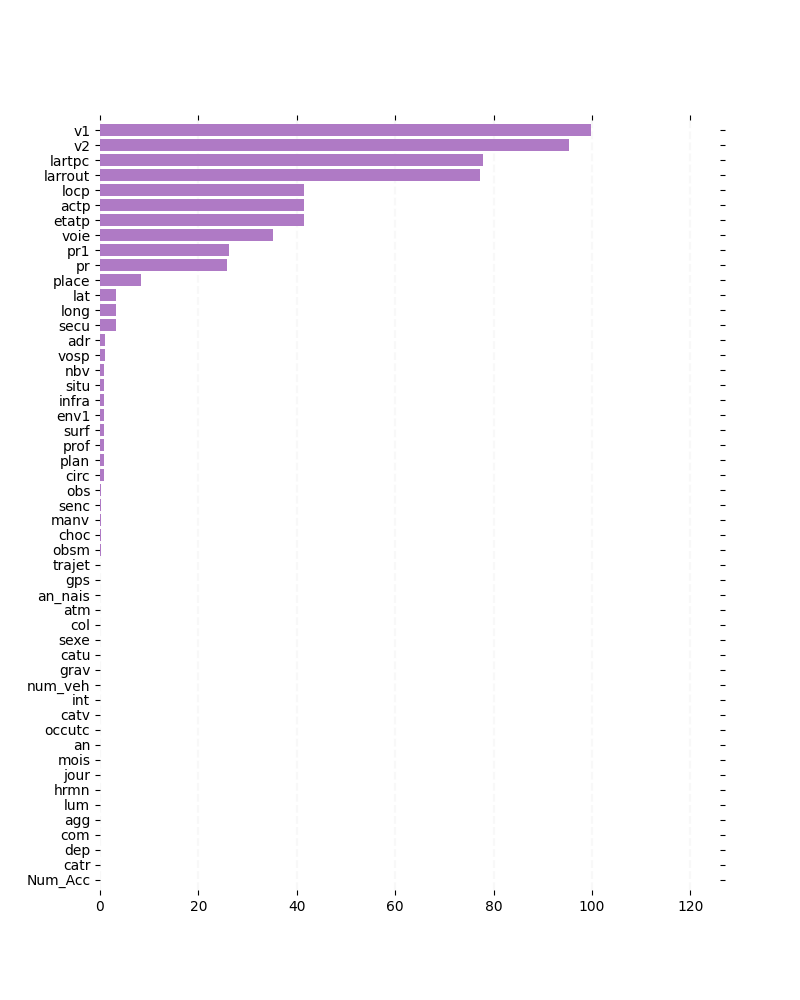 v1
v2
lartpc
larrout
locp
actp
etatp
voie
pr1
pr
place
lat
long
secu
adr
vosp
nbv
situ
infra
env1
surf
prof
plan
circ
obs
senc
manv
choc
obsm
trajet
gps
an_nais
atm
col
sexe
catu
grav
num_veh
int
catv
occutc
an
mois
jour
hrmn
lum
agg
com
dep
catr
Num_Acc
0 20 40 60 80 100 120